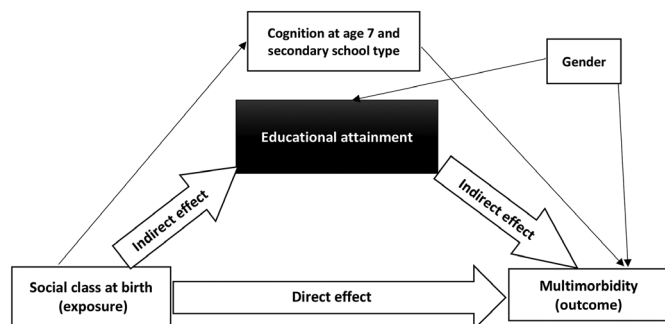 Cognition at age 7 and
secondary school type
Gender
Educational attainment
Indirect effect
Indirect effect
Social class at birth
(exposure)
Direct effect
Multimorbidity
(outcome)